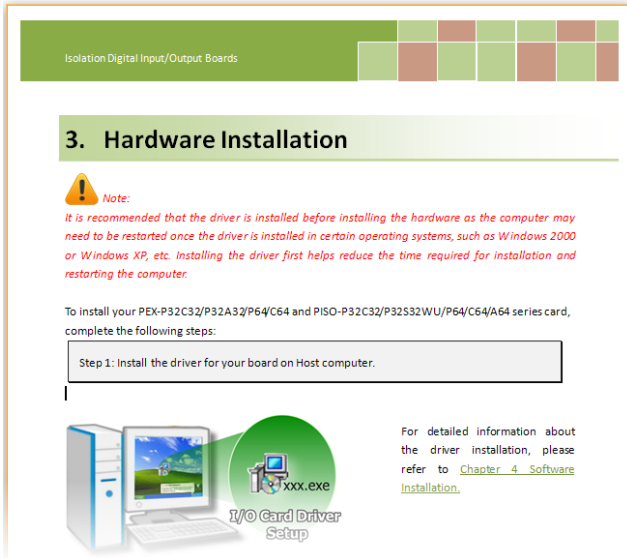 Isolation Digital Input/Output Boards
3. Hardware Installation
Note:
It is recommended that the driver is installed before installing the hardware as the computer may
need to be restarted once the driver is installed in certain operating systems, such as Windows 2000
or Windows XP, etc. Installing the driver first helps reduce the time required for installation and
restarting the computer.
To install your PEX-P32C32/P32A32/P64/C64 and PISO-P32C32/P32S32WU/P64/C64/A64 series card,
complete the following steps:
Step 1: Install the driver for your board on Host computer.
xxx.exe
I/O Card Driver
Setup
For detailed information about
the driver installation, please
refer to Chapter 4 Software
Installation.